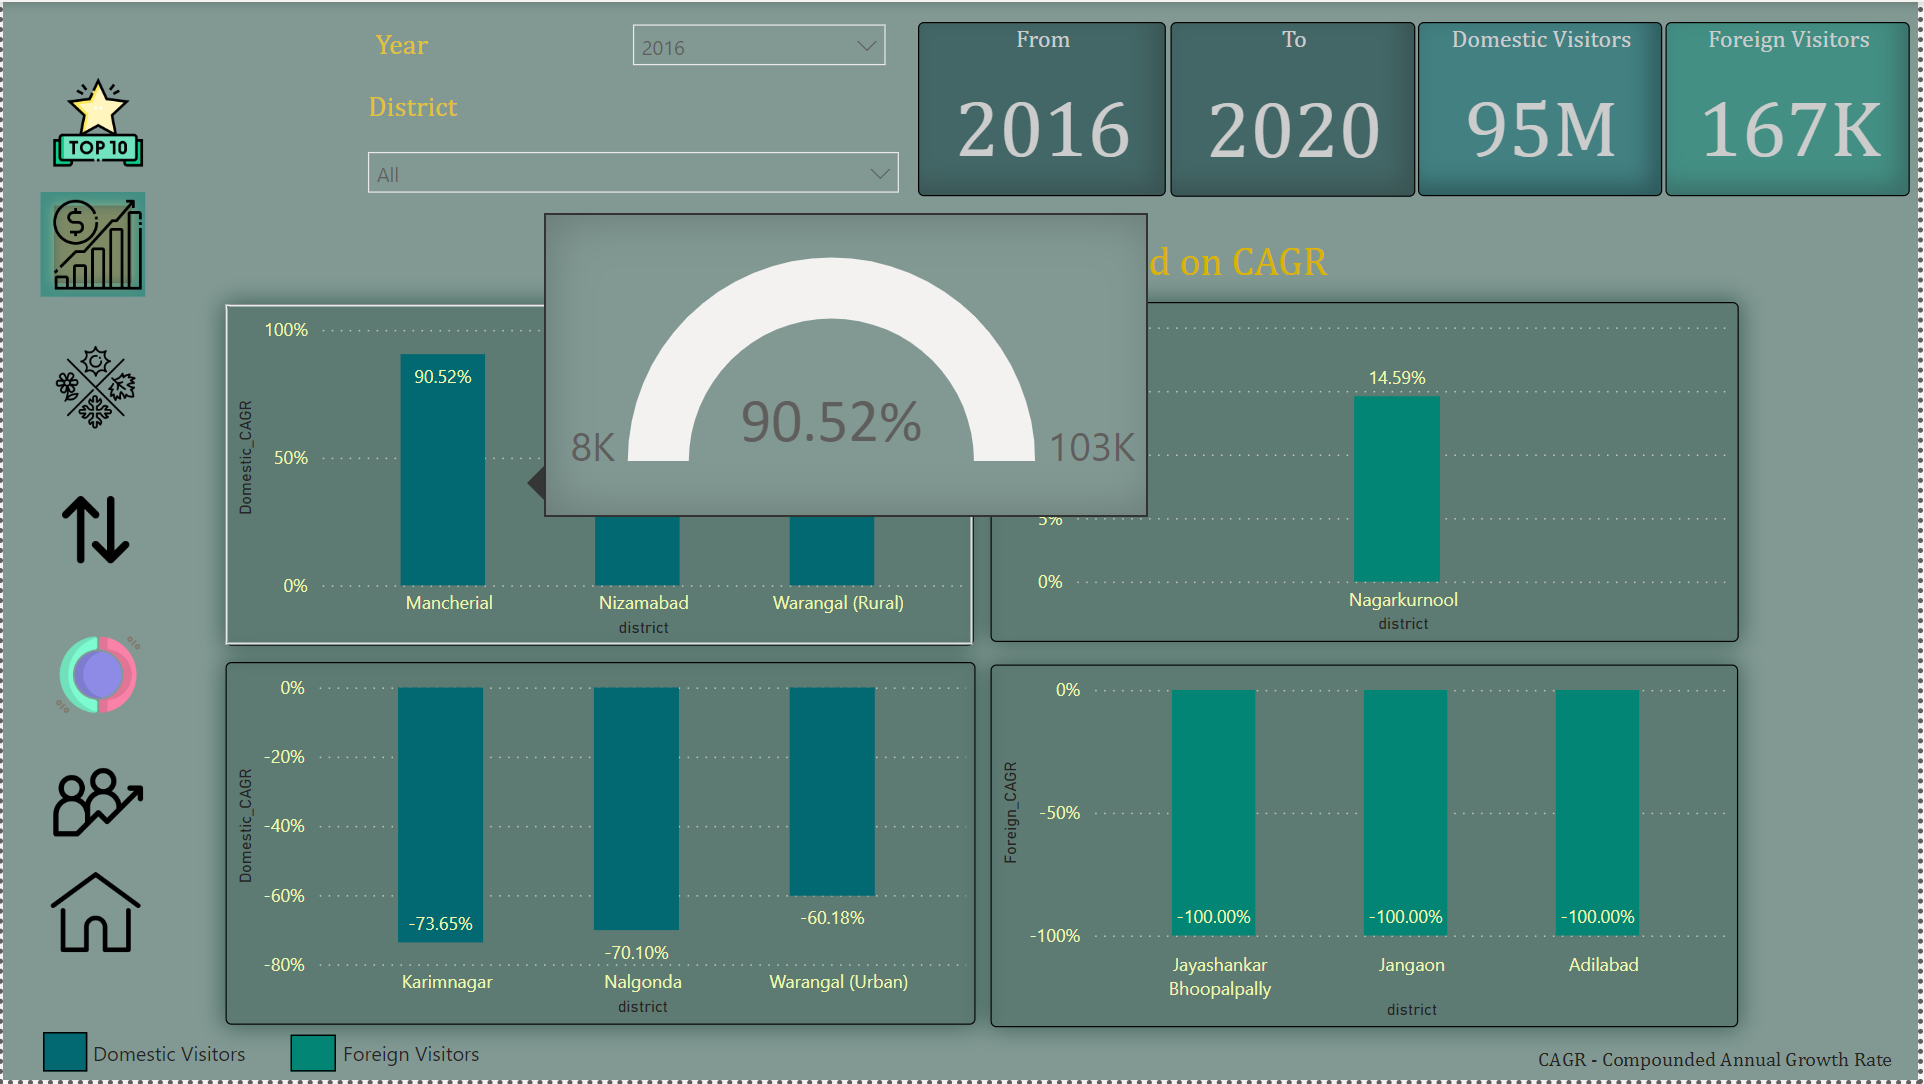 Year
2016
District
All
From
2016
To
2020
Domestic Visitors
95M
Foreign Visitors
167K
TOP 10
$
d on CAGR
8K
90.52%
103K
Domestic_CAGR
100%
50%
0%
90.52%
Mancherial
Nizamabad
Warangal (Rural)
district
5%
0%
14.59%
Nagarkurnool
district
Domestic_CAGR
0%
-20%
-40%
-60%
-80%
-73.65%
-70.10%
-60.18%
Karimnagar
Nalgonda
Warangal (Urban)
district
Foreign_CAGR
0%
-50%
-100%
-100.00%
-100.00%
-100.00%
Jayashankar
Bhoopalpally
Jangaon
Adilabad
district
Domestic Visitors
Foreign Visitors
CAGR - Compounded Annual Growth Rate